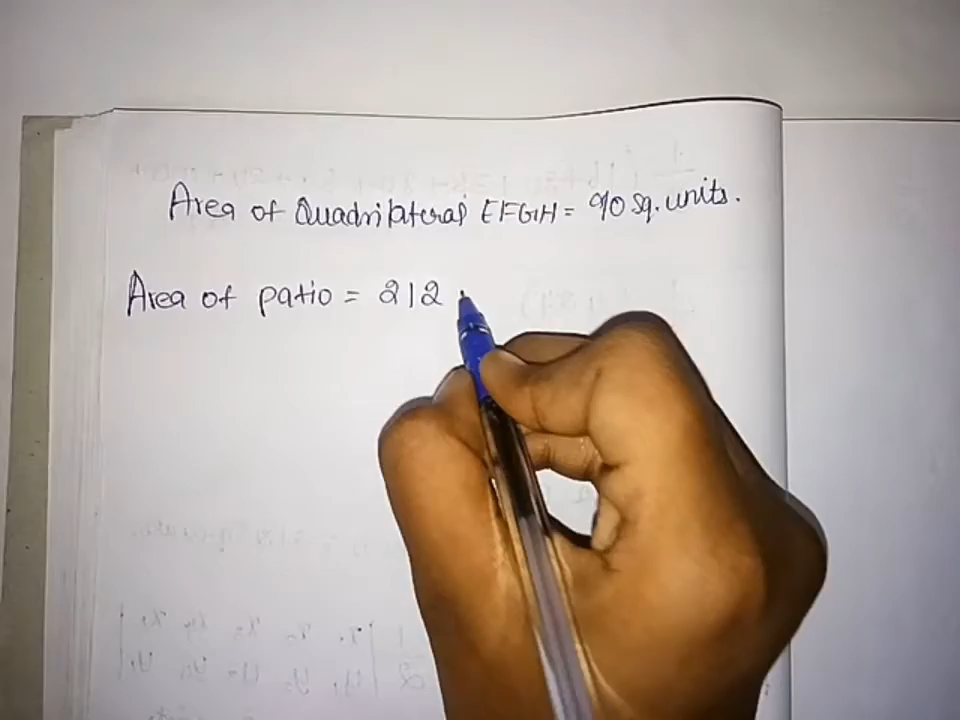 Area of Quadrilateral EFGH = 90 sq. units.
Area of patio = 212